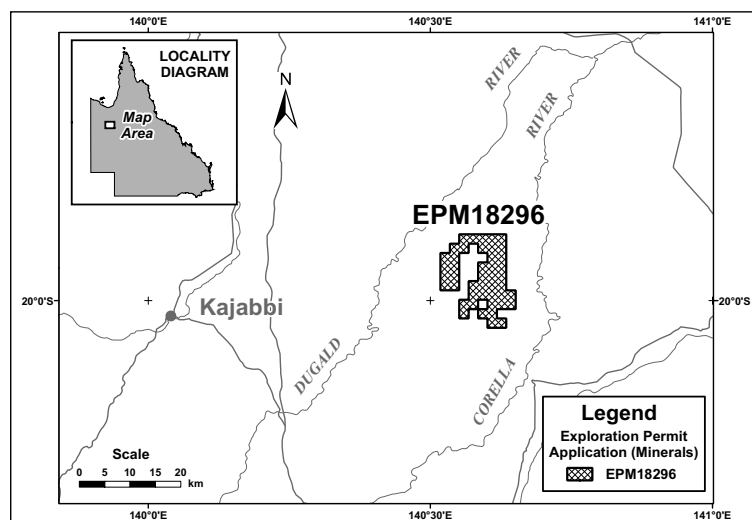 140°0'E
140°30'E
141°0'E
LOCALITY
DIAGRAM
Map
Area
N
RIVER
RIVER
EPM18296
20°0'S
20°0'S
Kajabbi
DUGALD
CORELLA
Scale
0 5 10 15 20
km
Legend
Exploration Permit
Application (Minerals)
EPM18296
140°0'E
140°30'E
141°0'E